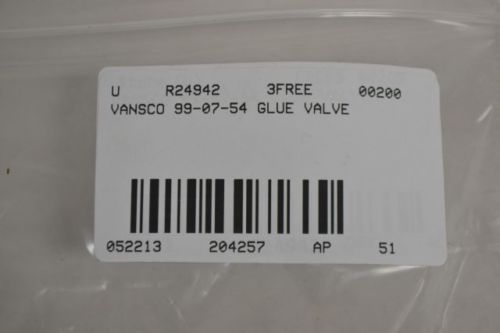 U R24942 3FREE 00200
VANSCO 99-07-54 GLUE VALVE
052213 204257 AP 51